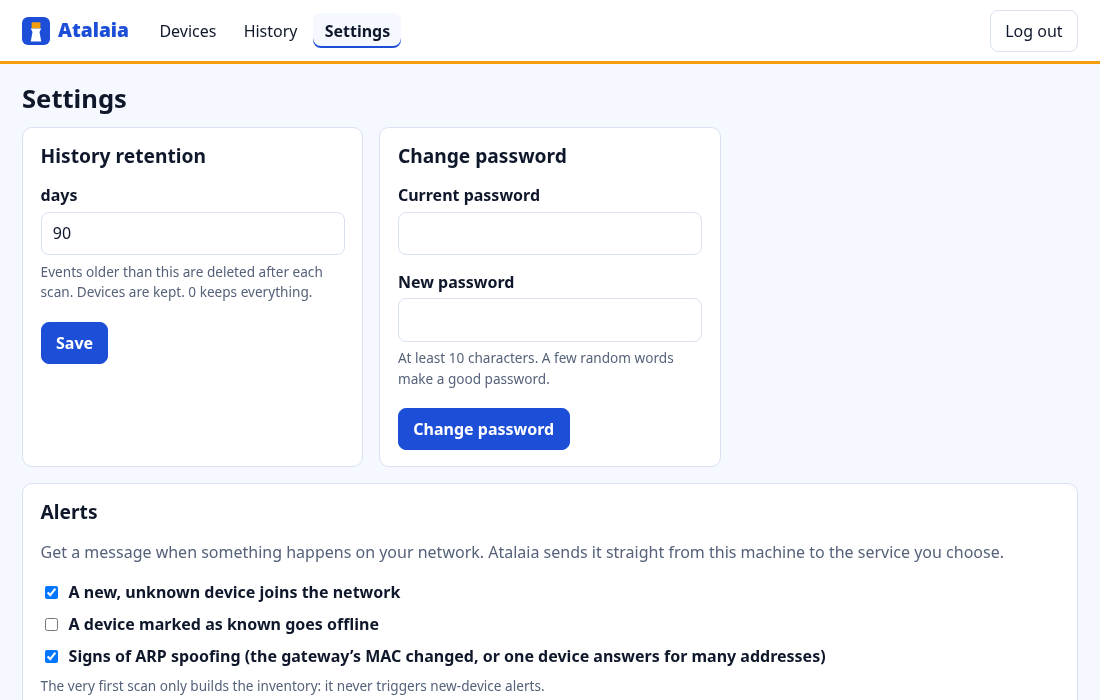 Atalaia
Devices
History
Settings
Log out
Settings
History retention
days
90
Events older than this are deleted after each
scan. Devices are kept. 0 keeps everything.
Save
Change password
Current password
New password
At least 10 characters. A few random words
make a good password.
Change password
Alerts
Get a message when something happens on your network. Atalaia sends it straight from this machine to the service you choose.
A new, unknown device joins the network
A device marked as known goes offline
Signs of ARP spoofing (the gateway’s MAC changed, or one device answers for many addresses)
The very first scan only builds the inventory: it never triggers new-device alerts.